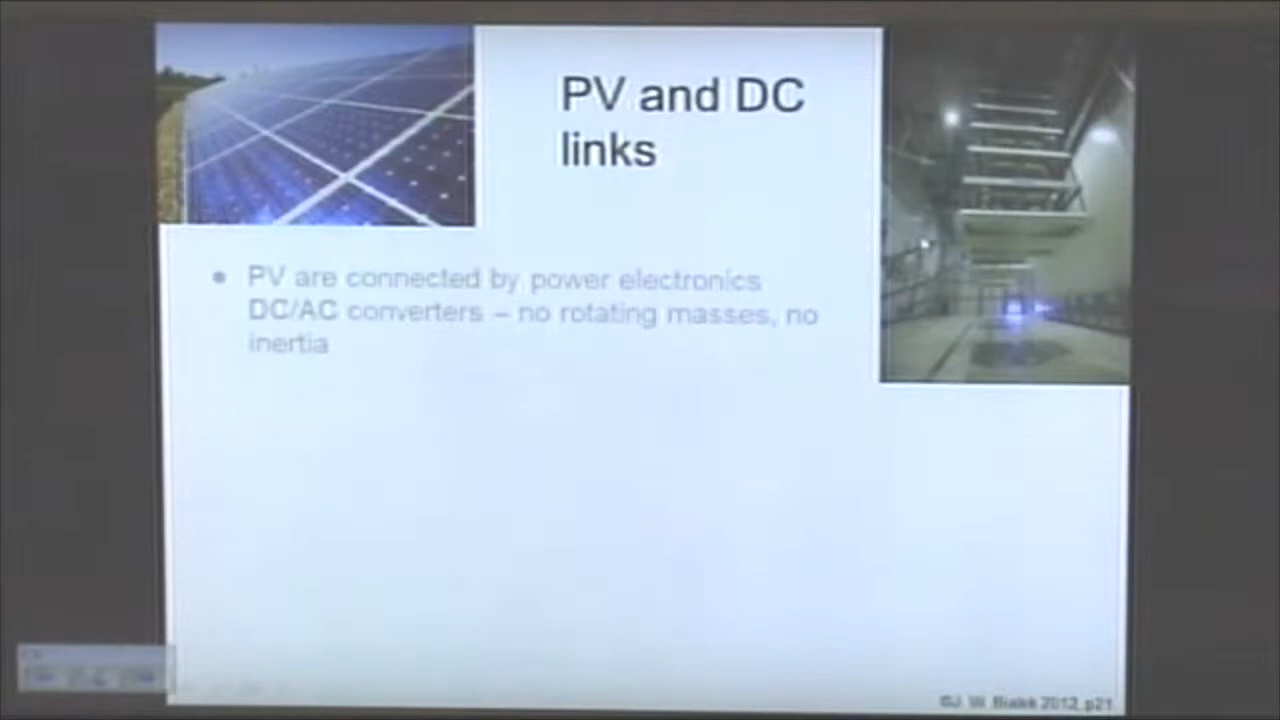 PV and DC
links
● PV are connected by power electronics
DC/AC converters – no rotating masses, no
inertia
©J. W. Bialek 2012, p21